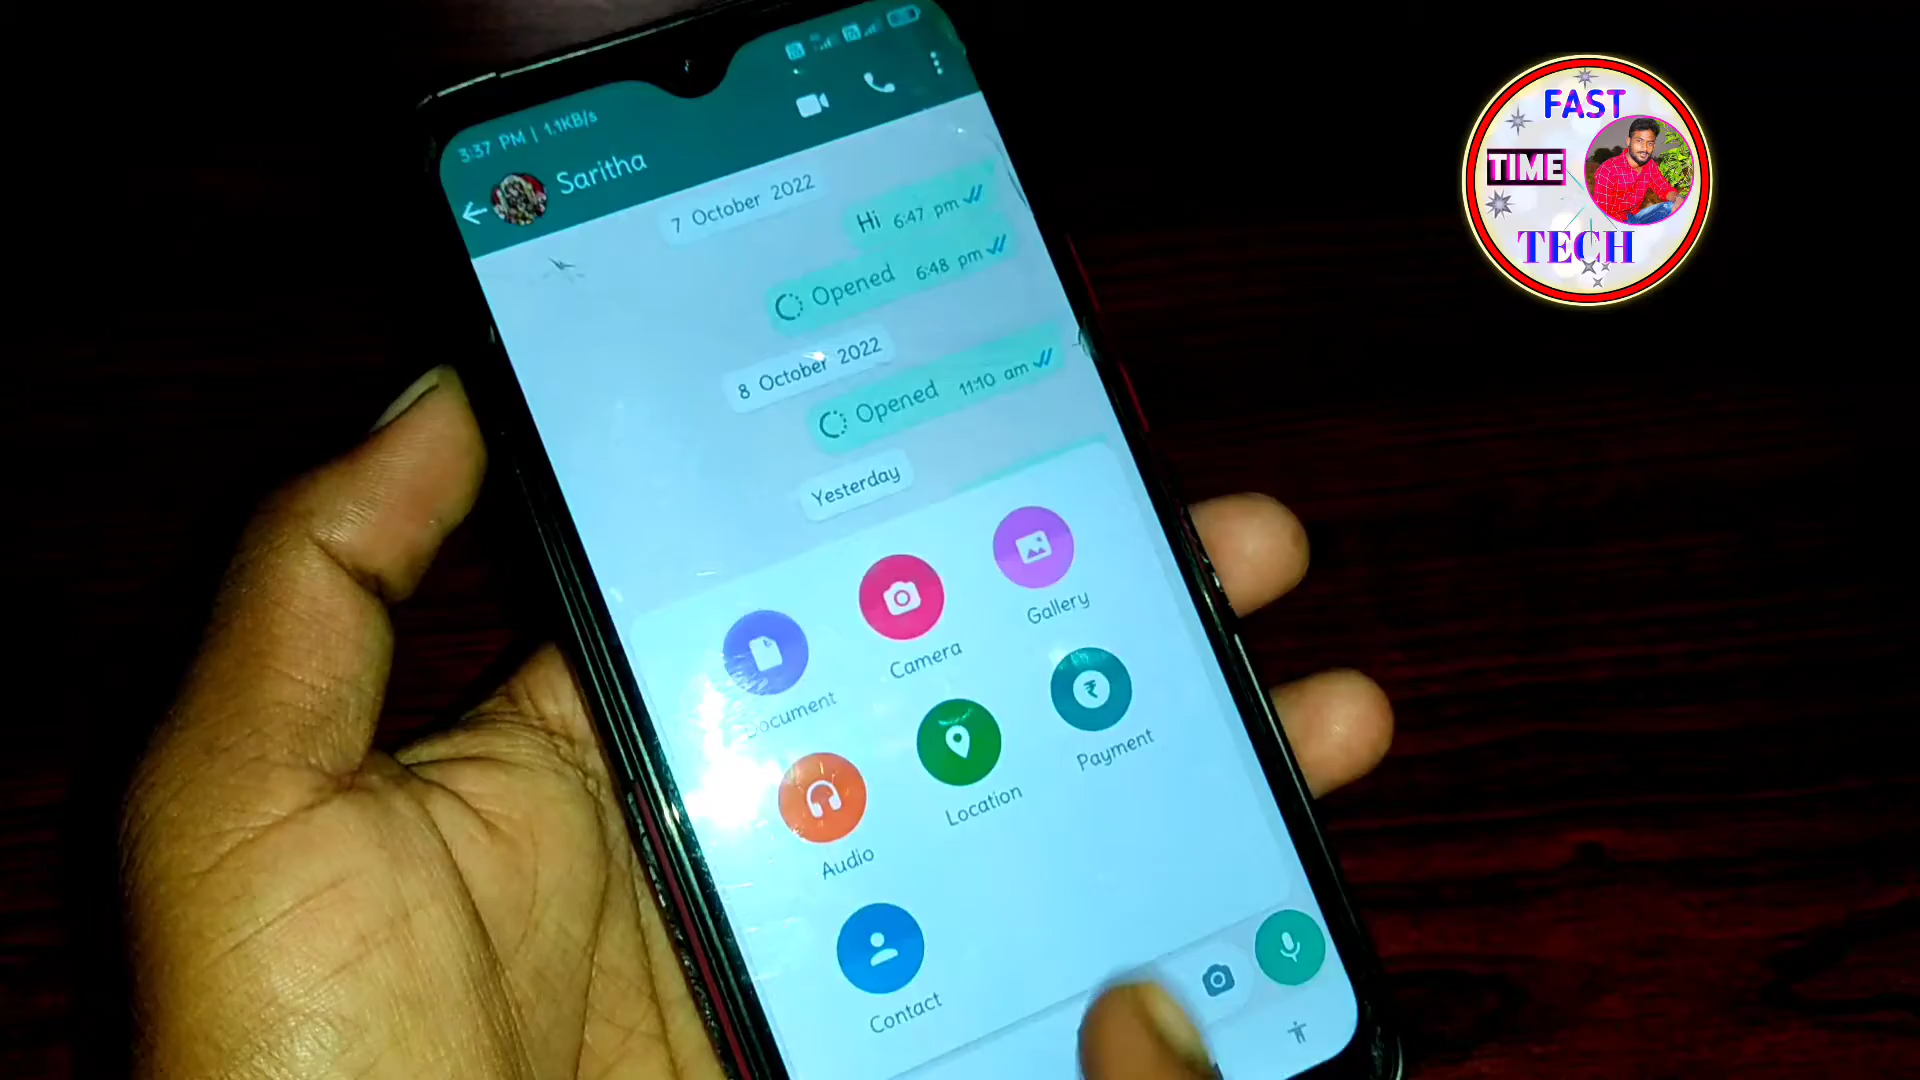 3:37 PM | 1.1KB/s
Saritha
7 October 2022
Hi 6:47 pm
Opened 6:48 pm
8 October 2022
Opened 11:10 am
Yesterday
Document
Camera
Gallery
Audio
Location
Payment
Contact
FAST
TIME
TECH